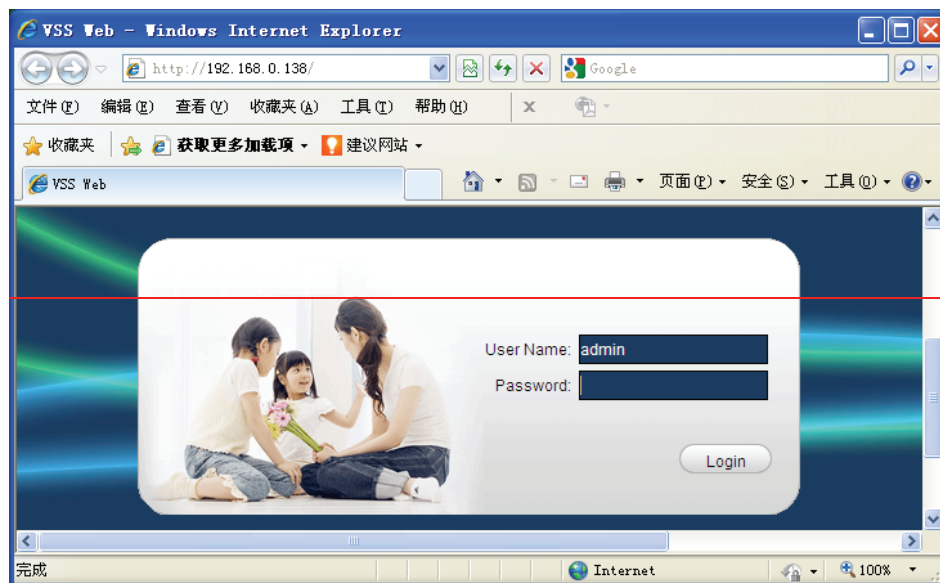 VSS Web - Windows Internet Explorer
http://192.168.0.138/
Google
文件(F) 编辑(E) 查看(V) 收藏夹(A) 工具(T) 帮助(H) x
收藏夹 获取更多加载项 建议网站
VSS Web 页面(P) 安全(S) 工具(O)
User Name: admin
Password:
Login
完成 Internet 100%